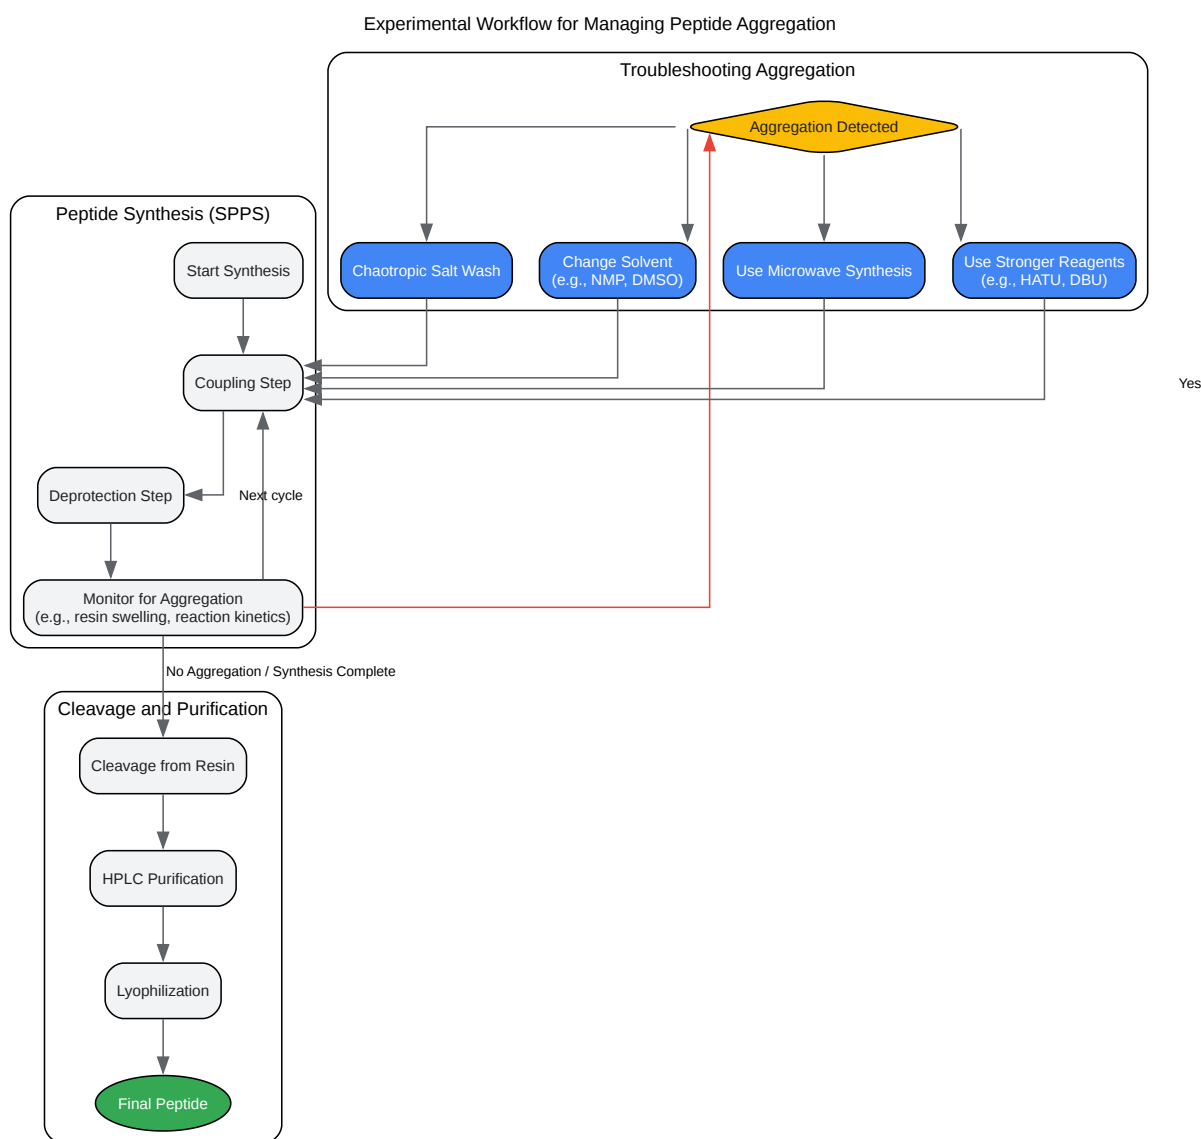 Experimental Workflow for Managing Peptide Aggregation
Troubleshooting Aggregation
Aggregation Detected
Chaotropic Salt Wash
Change Solvent
(e.g., NMP, DMSO)
Use Microwave Synthesis
Use Stronger Reagents
(e.g., HATU, DBU)
Yes
Peptide Synthesis (SPPS)
Start Synthesis
Coupling Step
Deprotection Step
Next cycle
Monitor for Aggregation
(e.g., resin swelling, reaction kinetics)
No Aggregation / Synthesis Complete
Cleavage and Purification
Cleavage from Resin
HPLC Purification
Lyophilization
Final Peptide